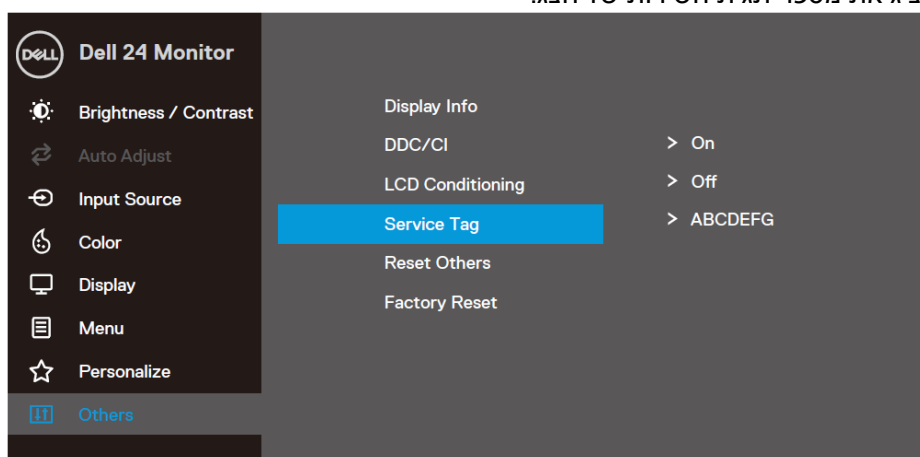 DELL
Dell 24 Monitor
Brightness / Contrast
Auto Adjust
Input Source
Color
Display
Menu
Personalize
Others
Display Info
DDC/CI > On
LCD Conditioning > Off
Service Tag > ABCDEFG
Reset Others
Factory Reset